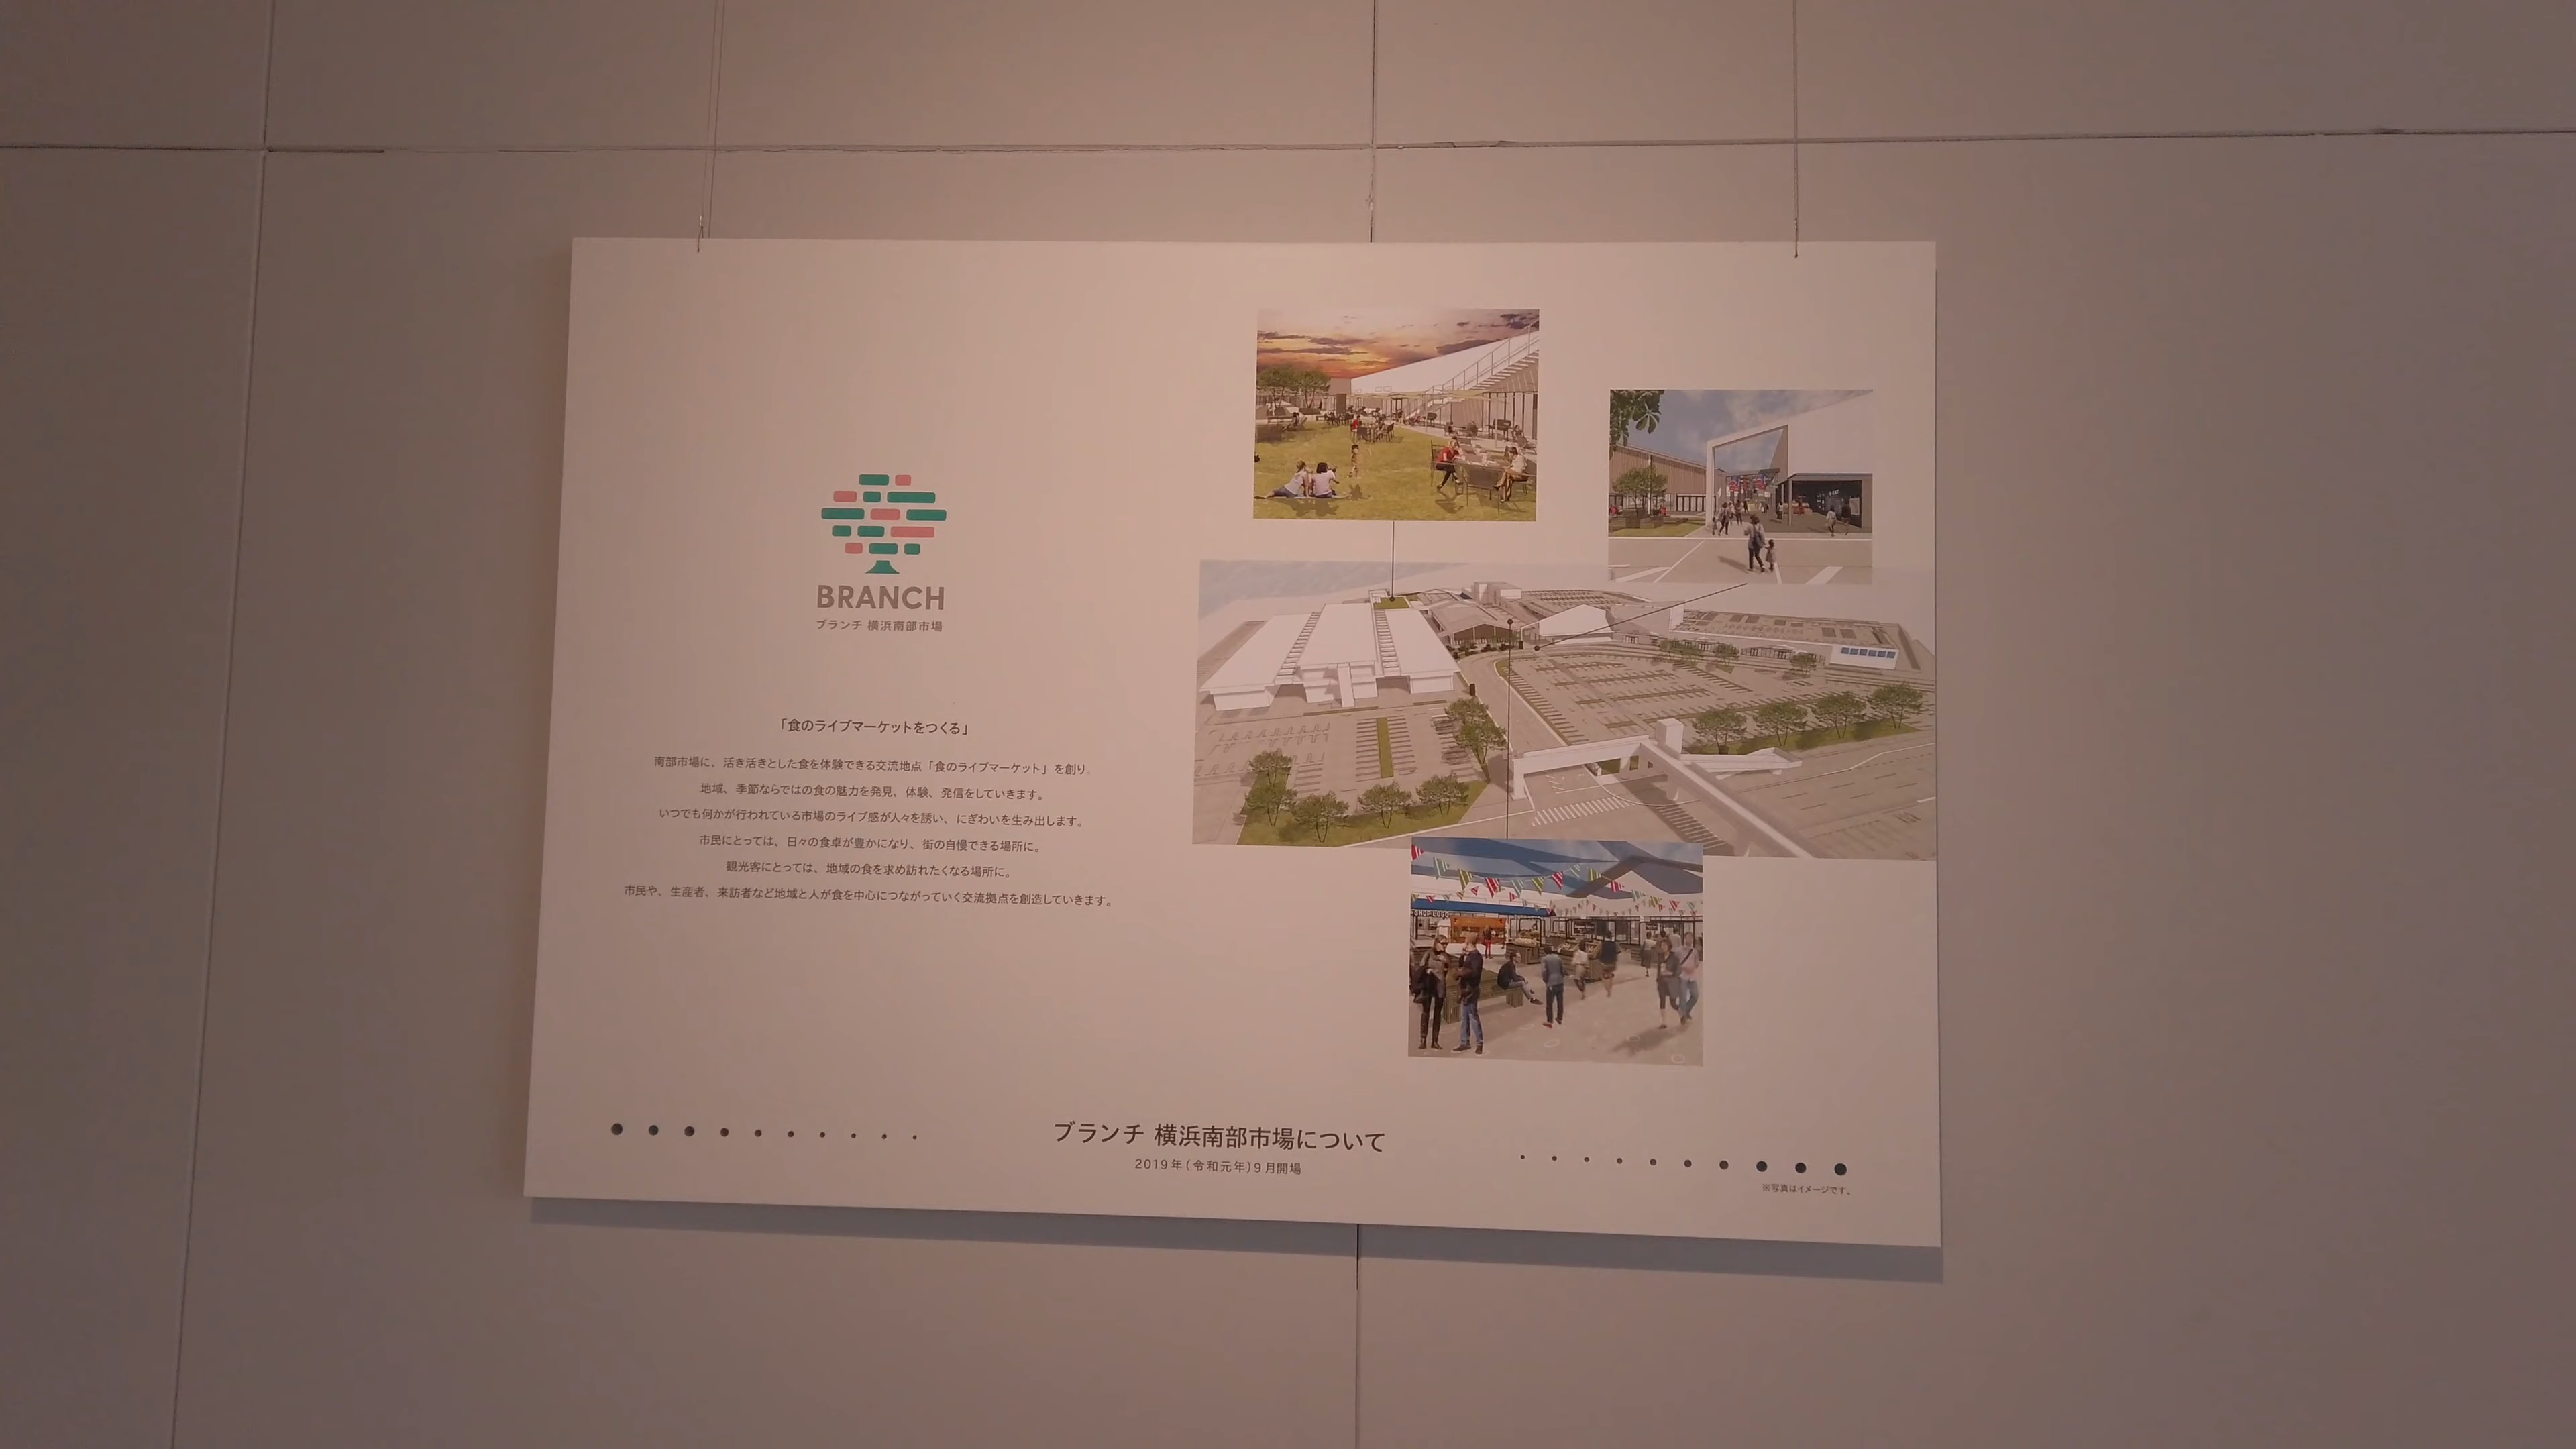 BRANCH
ブランチ 横浜南部市場
「食のライブマーケットをつくる」
南部市場に、活き活きとした食を体験できる交流地点「食のライブマーケット」を創り、
地域、季節ならではの食の魅力を発見、体験、発信をしていきます。
いつでも何かが行われている市場のライブ感が人々を誘い、にぎわいを生み出します。
市民にとっては、日々の食卓が豊かになり、街の自慢できる場所に。
観光客にとっては、地域の食を求め訪れたくなる場所に。
市民や、生産者、来訪者など地域と人が食を中心につながっていく交流拠点を創造していきます。
SHOP LOGO
ブランチ 横浜南部市場について
2019年(令和元年)9月開場
※写真はイメージです。